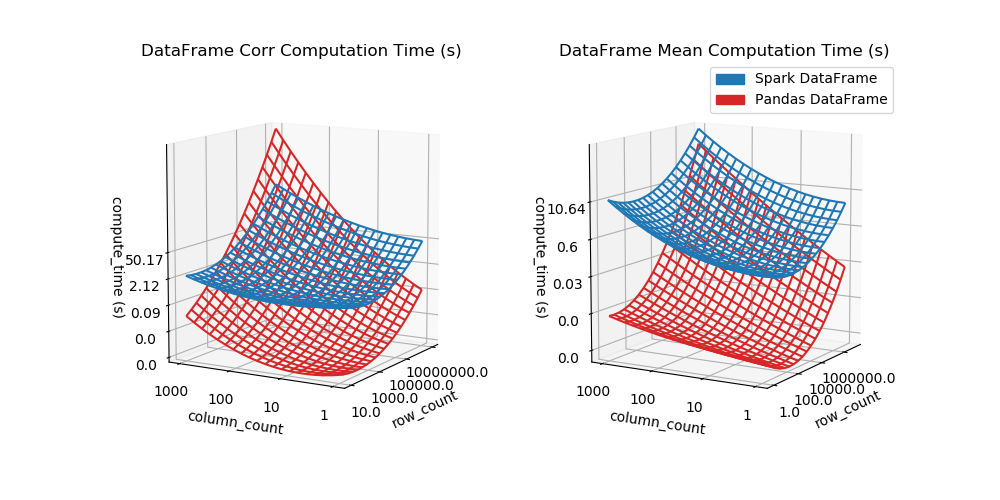 DataFrame Corr Computation Time (s)
compute_time (s)
50.17
2.12
0.09
0.0
0.0
1000
100
10
1
column_count
10.0
1000.0
100000.0
10000000.0
row_count
DataFrame Mean Computation Time (s)
Spark DataFrame
Pandas DataFrame
compute_time (s)
10.64
0.6
0.03
0.0
0.0
1000
100
10
1
column_count
1.0
100.0
10000.0
1000000.0
row_count